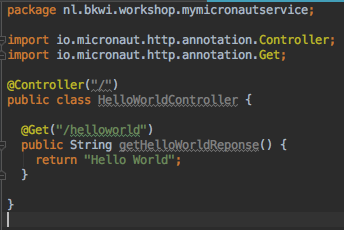 package nl.bkwi.workshop.mymicronautservice;
import io.micronaut.http.annotation.Controller;
import io.micronaut.http.annotation.Get;
@Controller("/")
public class HelloWorldController {
@Get("/helloworld")
public String getHelloWorldReponse() {
return "Hello World";
}
}